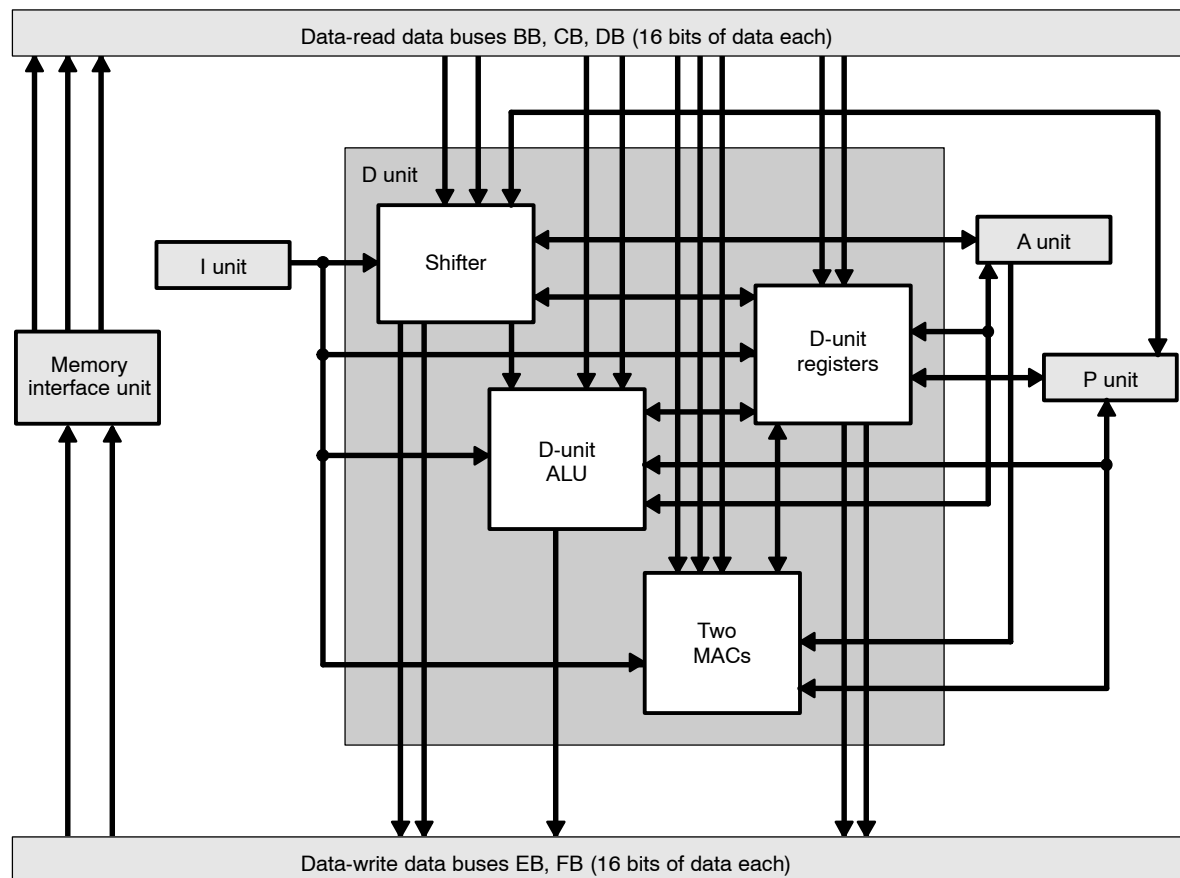 Data-read data buses BB, CB, DB (16 bits of data each)
D unit
Shifter
A unit
I unit
D-unit
registers
Memory
interface unit
P unit
D-unit
ALU
Two
MACs
Data-write data buses EB, FB (16 bits of data each)